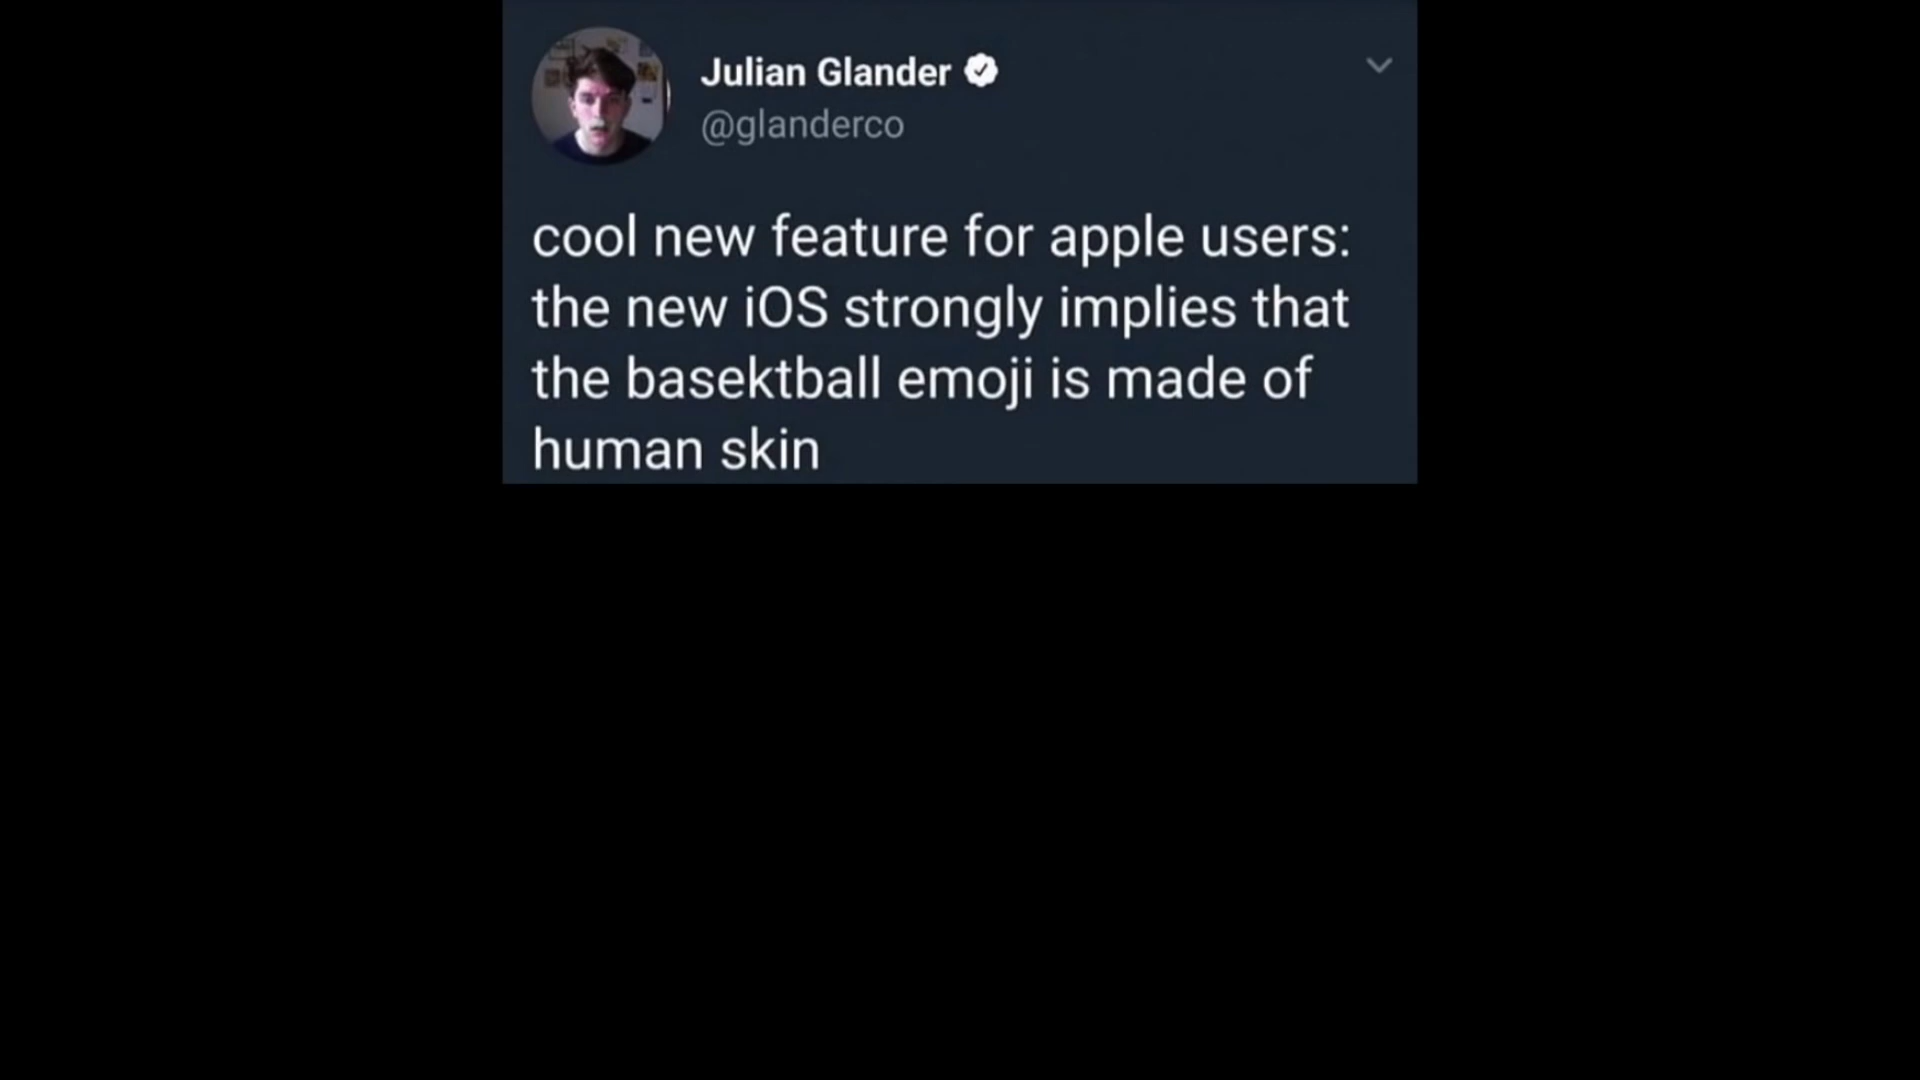 Julian Glander
@glanderco
cool new feature for apple users:
the new iOS strongly implies that
the basektball emoji is made of
human skin